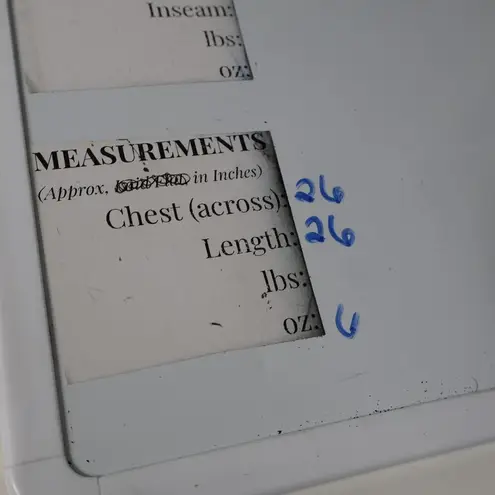 Inseam:
lbs:
oz:
MEASUREMENTS
(Approx, in Inches)
Chest (across): 26
Length: 26
lbs:
oz: 6